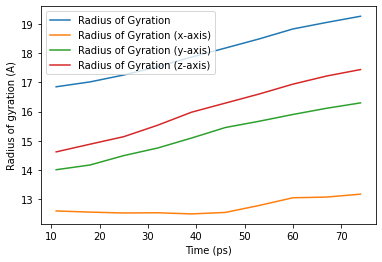 Radius of Gyration
Radius of Gyration (x-axis)
Radius of Gyration (y-axis)
Radius of Gyration (z-axis)
Radius of gyration (A)
19
18
17
16
15
14
13
10
20
30
40
50
60
70
Time (ps)